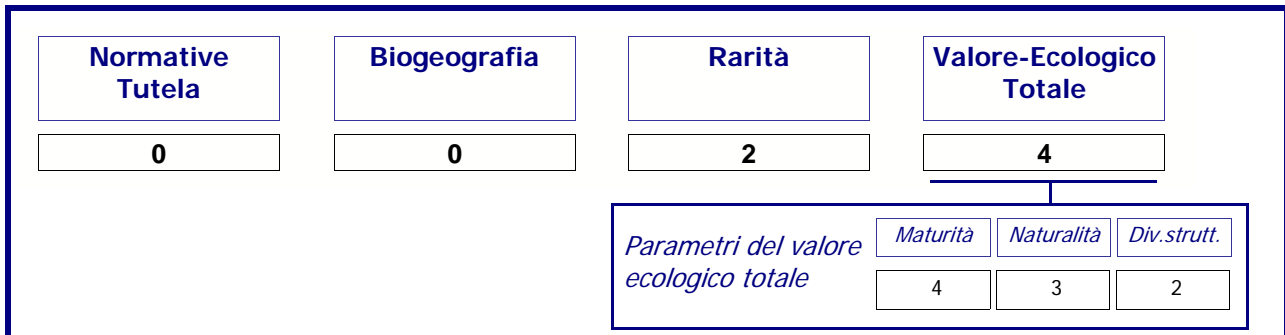 Normative
Tutela
Biogeografia
Rarità
Valore-Ecologico
Totale
0
0
2
4
Parametri del valore
ecologico totale
Maturità
Naturalità
Div.strutt.
4
3
2